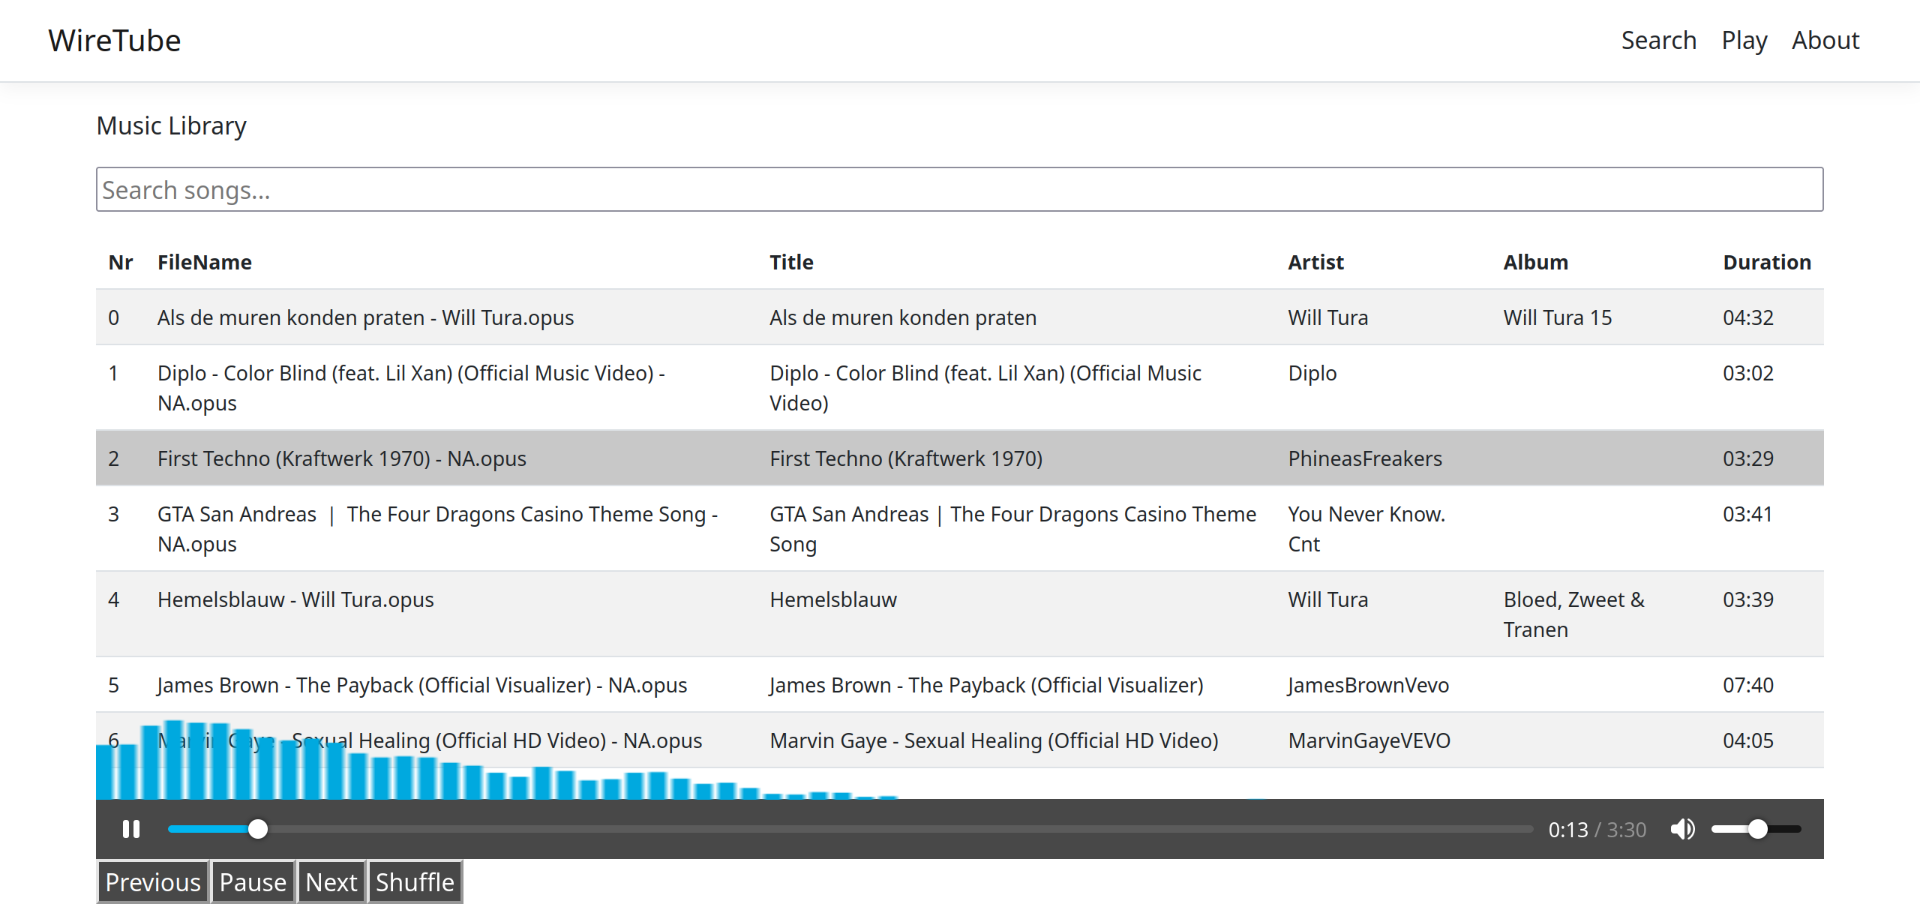 WireTube
Search Play About
Music Library
Search songs...
Nr FileName Title Artist Album Duration
0 Als de muren konden praten - Will Tura.opus Als de muren konden praten Will Tura Will Tura 15 04:32
1 Diplo - Color Blind (feat. Lil Xan) (Official Music Video) - Diplo - Color Blind (feat. Lil Xan) (Official Music Diplo 03:02
NA.opus Video)
2 First Techno (Kraftwerk 1970) - NA.opus First Techno (Kraftwerk 1970) PhineasFreakers 03:29
3 GTA San Andreas | The Four Dragons Casino Theme Song - GTA San Andreas | The Four Dragons Casino Theme You Never Know. 03:41
NA.opus Song Cnt
4 Hemelsblauw - Will Tura.opus Hemelsblauw Will Tura Bloed, Zweet & 03:39
Tranen
5 James Brown - The Payback (Official Visualizer) - NA.opus James Brown - The Payback (Official Visualizer) JamesBrownVevo 07:40
6 Marvin Gaye - Sexual Healing (Official HD Video) - NA.opus Marvin Gaye - Sexual Healing (Official HD Video) MarvinGayeVEVO 04:05
0:13 / 3:30
Previous Pause Next Shuffle